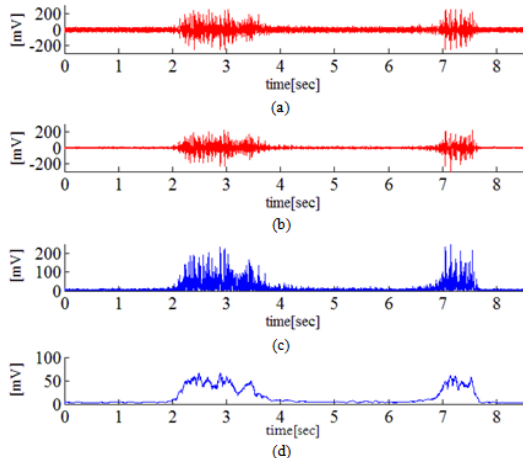 [mV]
200
0
-200
0 1 2 3 4 5 6 7 8
time[sec]
(a)
[mV]
200
0
-200
0 1 2 3 4 5 6 7 8
time[sec]
(b)
[mV]
200
100
0
0 1 2 3 4 5 6 7 8
time[sec]
(c)
[mV]
100
50
0
0 1 2 3 4 5 6 7 8
time[sec]
(d)